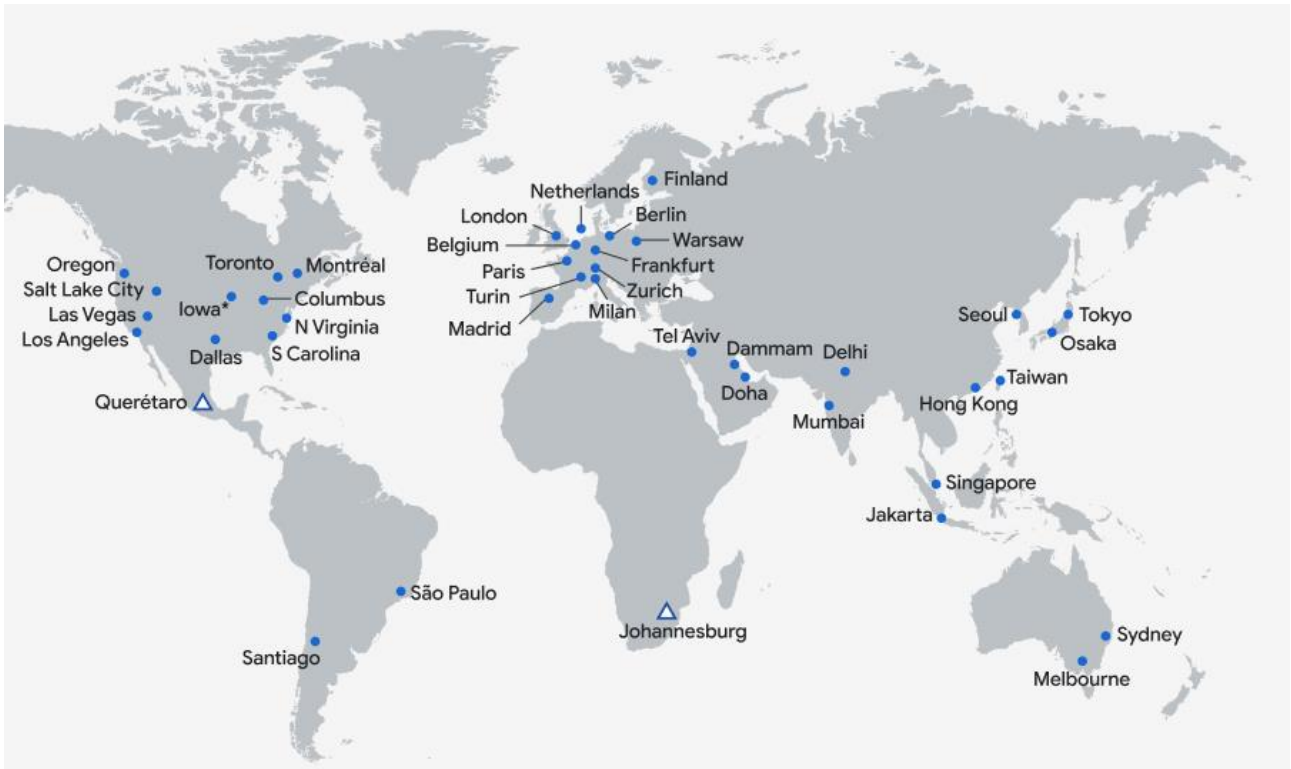 Finland
Netherlands
London
Berlin
Belgium
Warsaw
Paris
Frankfurt
Turin
Zurich
Madrid
Milan
Oregon
Toronto
Montréal
Salt Lake City
Iowa*
Columbus
Las Vegas
N Virginia
Los Angeles
Dallas
S Carolina
Querétaro
Tel Aviv
Dammam
Delhi
Doha
Mumbai
Seoul
Tokyo
Osaka
Taiwan
Hong Kong
Singapore
Jakarta
São Paulo
Johannesburg
Santiago
Sydney
Melbourne